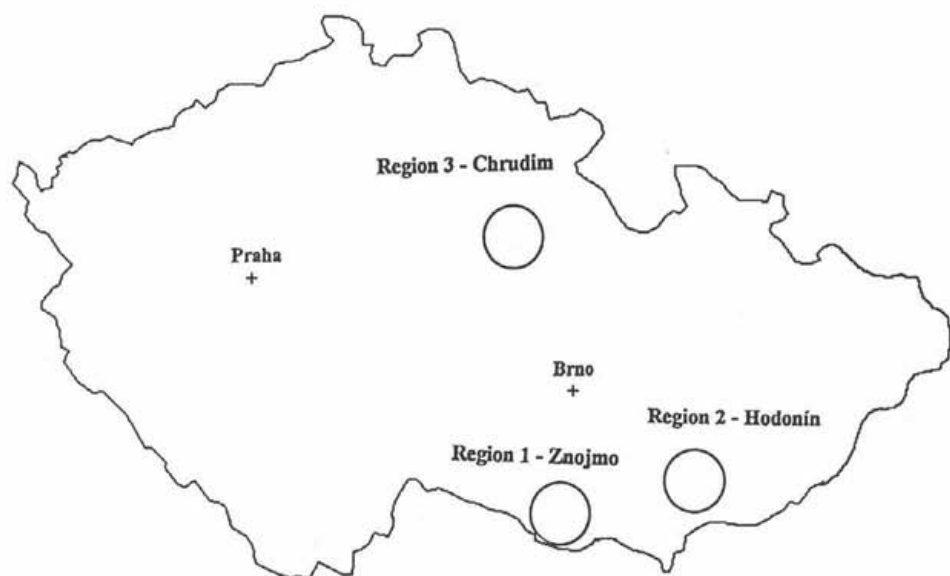 Region 3 - Chrudim
Praha
Brno
Region 2 - Hodonín
Region 1 - Znojmo